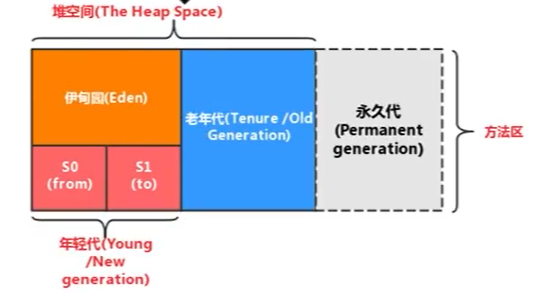 堆空间(The Heap Space)
伊甸园(Eden)
老年代(Tenure /Old
Generation)
永久代
(Permanent
generation)
方法区
S0
(from)
S1
(to)
年轻代(Young
/New
generation)